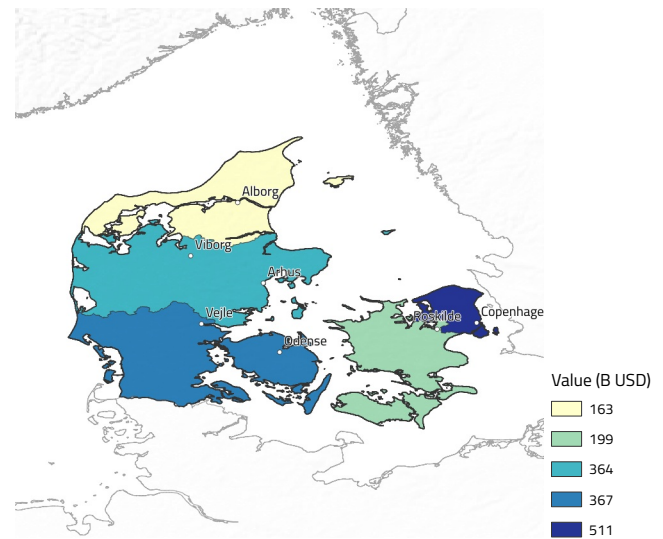 Alborg
Viborg
Arhus
Vejle
Odense
Roskilde
Copenhage
Value (B USD)
163
199
364
367
511